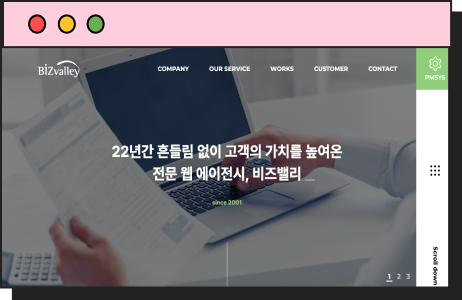 BiZvalley
COMPANY OUR SERVICE WORKS CUSTOMER CONTACT
PMSYS
22년간 흔들림 없이 고객의 가치를 높여온
전문 웹 에이전시, 비즈밸리 _
since 2001
1 2 3
Scroll down